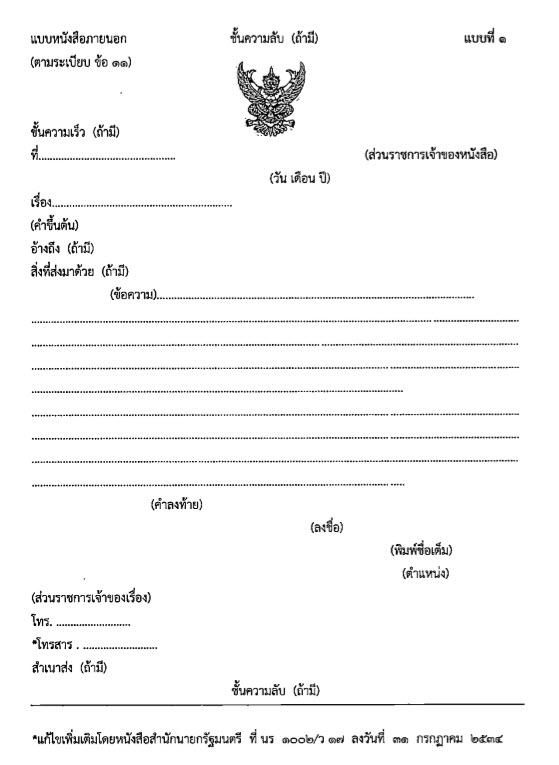 แบบหนังสือภายนอก ชั้นความลับ (ถ้ามี) แบบที่ ๑
(ตามระเบียบ ข้อ ๑๑)
ชั้นความเร็ว (ถ้ามี)
ที่............................................... (ส่วนราชการเจ้าของหนังสือ)
(วัน เดือน ปี)
เรื่อง..............................................................
(คำขึ้นต้น)
อ้างถึง (ถ้ามี)
สิ่งที่ส่งมาด้วย (ถ้ามี)
(ข้อความ)..............................................................................................................
(คำลงท้าย)
(ลงชื่อ)
(พิมพ์ชื่อเต็ม)
(ตำแหน่ง)
(ส่วนราชการเจ้าของเรื่อง)
โทร. ..........................
*โทรสาร . ..........................
สำเนาส่ง (ถ้ามี)
ชั้นความลับ (ถ้ามี)
*แก้ไขเพิ่มเติมโดยหนังสือสำนักนายกรัฐมนตรี ที่ นร ๑๐๐๒/ว ๑๗ ลงวันที่ ๓๑ กรกฎาคม ๒๕๓๔